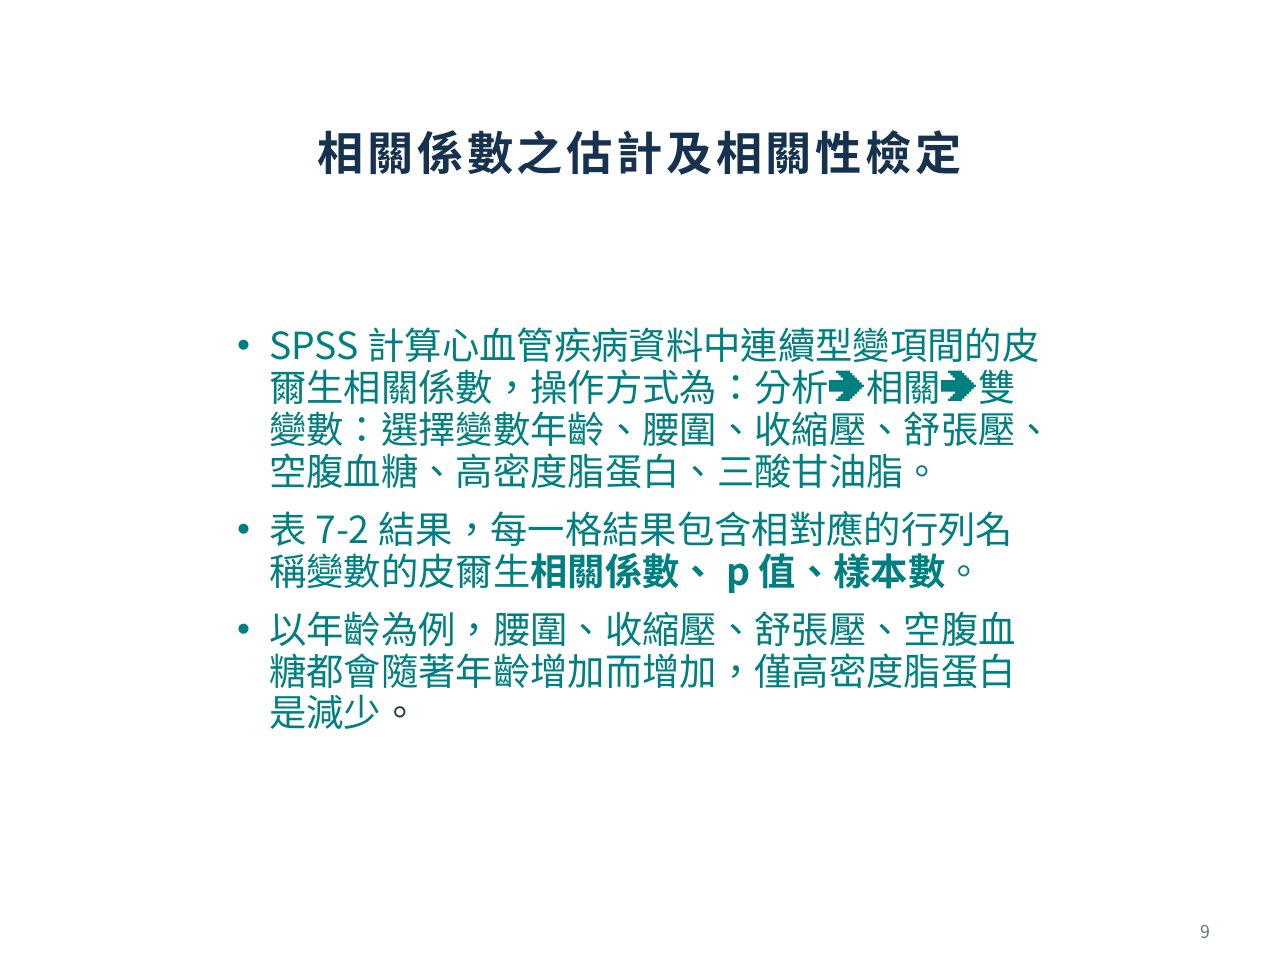 相關係數之估計及相關性檢定
• SPSS 計算心血管疾病資料中連續型變項間的皮
爾生相關係數，操作方式為：分析🡆相關🡆雙
變數：選擇變數年齡、腰圍、收縮壓、舒張壓、
空腹血糖、高密度脂蛋白、三酸甘油脂。
• 表 7-2 結果，每一格結果包含相對應的行列名
稱變數的皮爾生相關係數、 p 值、樣本數。
• 以年齡為例，腰圍、收縮壓、舒張壓、空腹血
糖都會隨著年齡增加而增加，僅高密度脂蛋白
是減少。
9